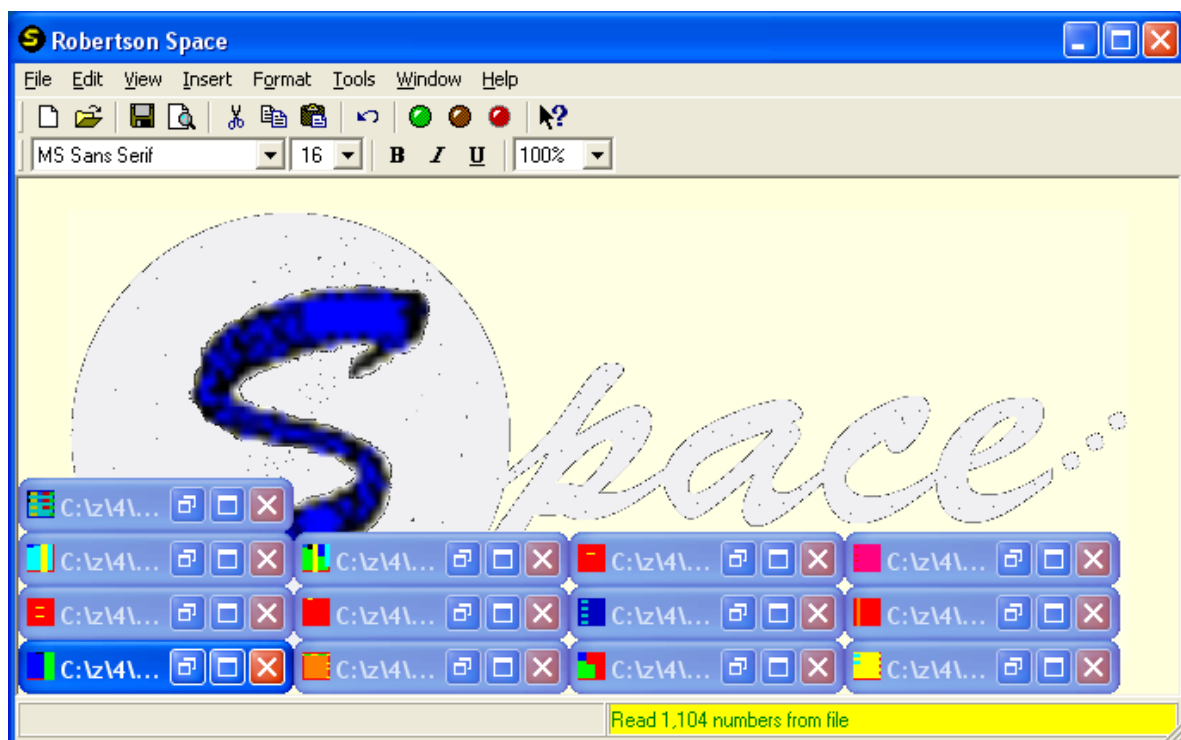 Robertson Space
File Edit View Insert Format Tools Window Help
MS Sans Serif 16 B I U 100%
Space...
C:\z\4\...
C:\z\4\... C:\z\4\... C:\z\4\... C:\z\4\...
C:\z\4\... C:\z\4\... C:\z\4\... C:\z\4\...
C:\z\4\... C:\z\4\... C:\z\4\... C:\z\4\...
Read 1,104 numbers from file